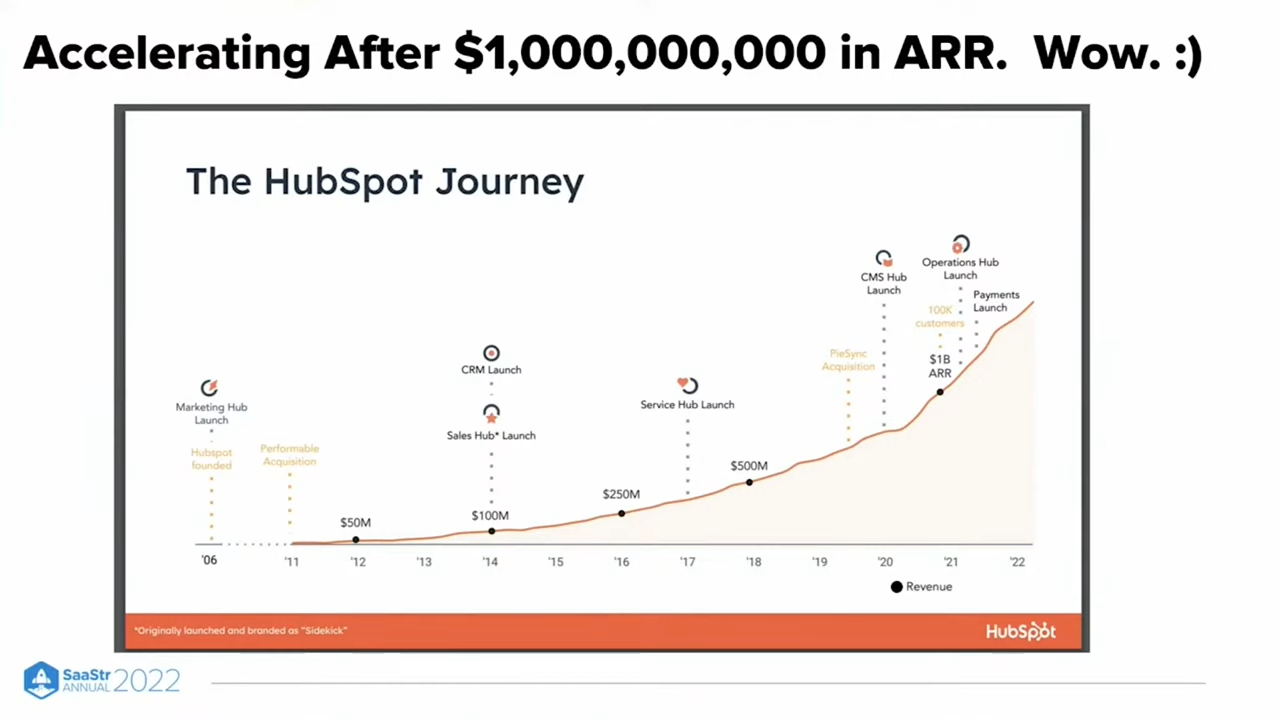 Accelerating After $1,000,000,000 in ARR.  Wow. :)
The HubSpot Journey
Marketing Hub
Launch
Hubspot
founded
Performable
Acquisition
CRM Launch
Sales Hub* Launch
Service Hub Launch
PieSync
Acquisition
CMS Hub
Launch
Operations Hub
Launch
Payments
Launch
100K
customers
$1B
ARR
$50M
$100M
$250M
$500M
'06
'11
'12
'13
'14
'15
'16
'17
'18
'19
'20
'21
'22
Revenue
*Originally launched and branded as "Sidekick"
HubSpot
SaaStr
ANNUAL 2022